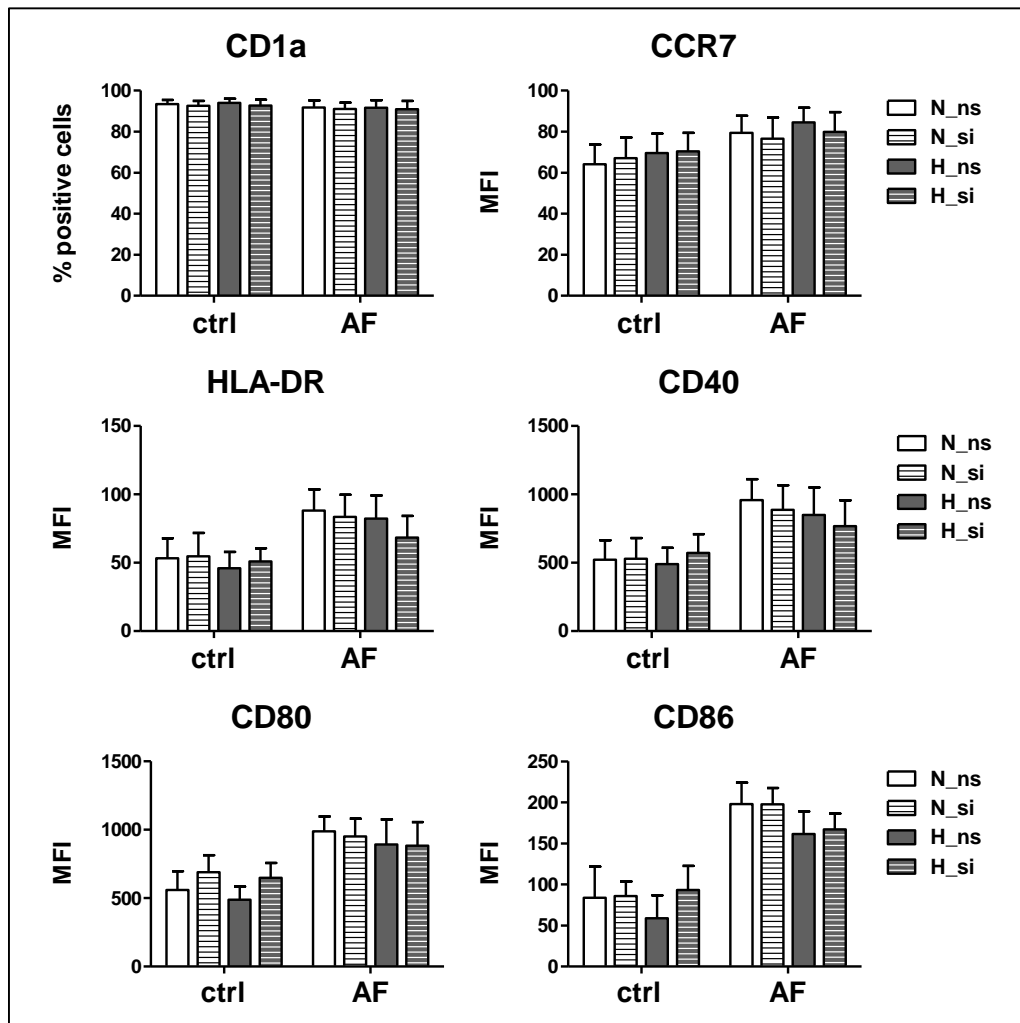 CD1a
% positive cells
100
80
60
40
20
0
ctrl AF
CCR7
MFI
100
80
60
40
20
0
ctrl AF
N_ns
N_si
H_ns
H_si
HLA-DR
MFI
150
100
50
0
ctrl AF
CD40
MFI
1500
1000
500
0
ctrl AF
N_ns
N_si
H_ns
H_si
CD80
MFI
1500
1000
500
0
ctrl AF
CD86
MFI
250
200
150
100
50
0
ctrl AF
N_ns
N_si
H_ns
H_si